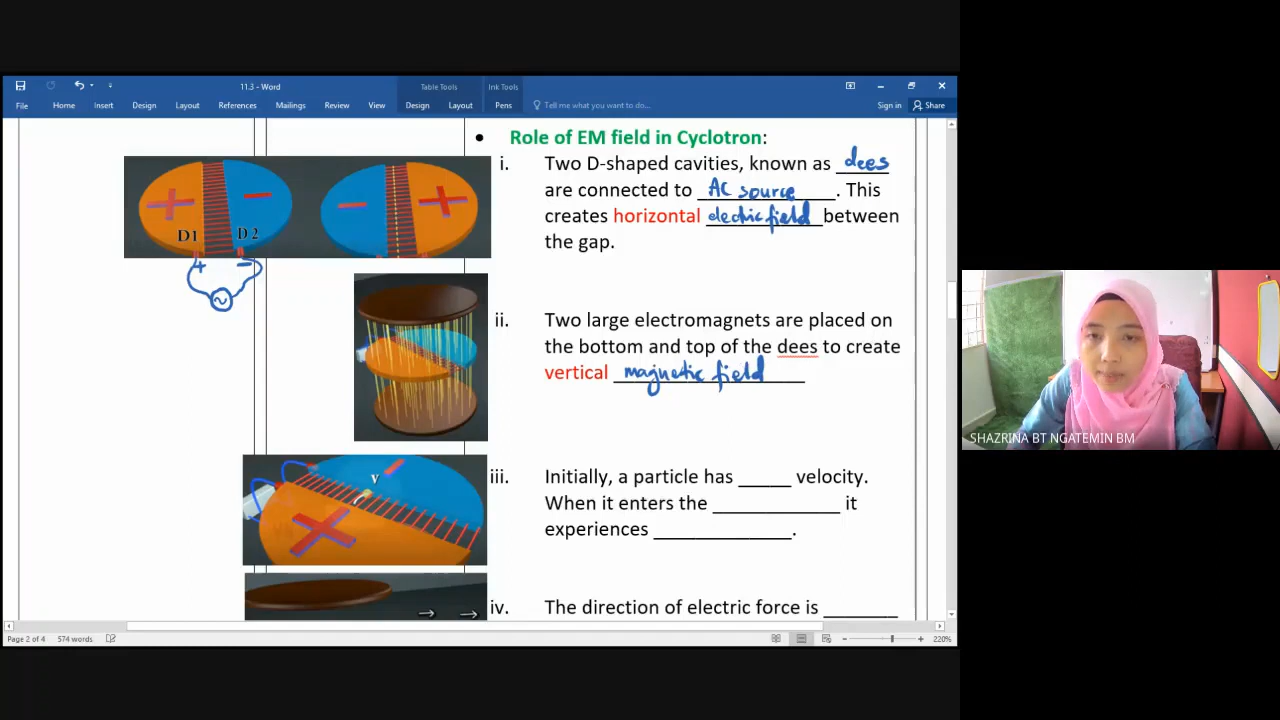 11.3 - Word
Table Tools
Ink Tools
File Home Insert Design Layout References Mailings Review View Design Layout Pens Tell me what you want to do... Sign in Share
• Role of EM field in Cyclotron:
i. Two D-shaped cavities, known as dees
are connected to AC source. This
creates horizontal electric field between
the gap.
D1
D2
+ −
ii. Two large electromagnets are placed on
the bottom and top of the dees to create
vertical magnetic field
iii. Initially, a particle has _____ velocity.
When it enters the ____________ it
experiences _____________.
v
iv. The direction of electric force is _______
Page 2 of 4 574 words
220%
SHAZRINA BT NGATEMIN BM